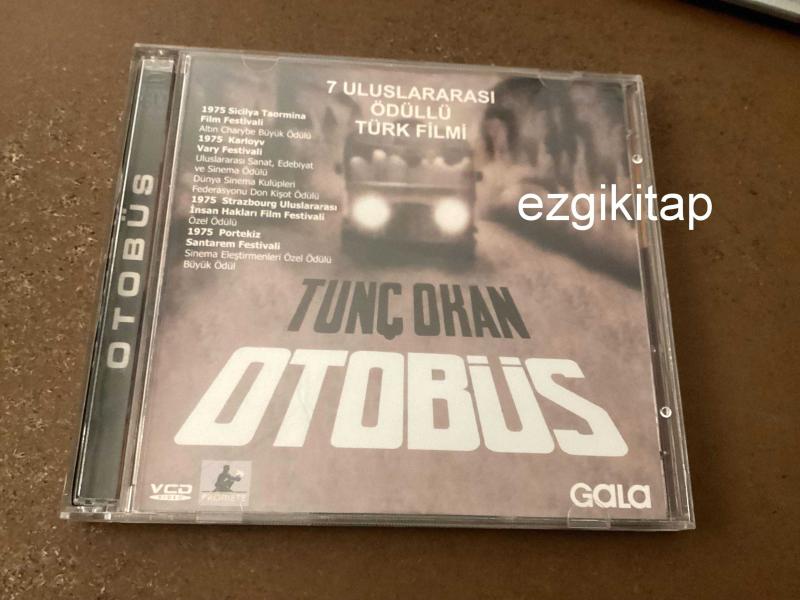 7 ULUSLARARASI
ÖDÜLLÜ
TÜRK FİLMİ
1975 Sicilya Taormina
Film Festivali
Altın Charybe Büyük Ödülü
1975 Karloyv
Vary Festivali
Uluslararası Sanat, Edebiyat
ve Sinema Ödülü
Dünya Sinema Kulüpleri
Federasyonu Don Kişot Ödülü
1975 Strazbourg Uluslararası
İnsan Hakları Film Festivali
Özel Ödülü
1975 Portekiz
Santarem Festivali
Sinema Eleştirmenleri Özel Ödülü
Büyük Ödül
ezgikitap
TUNÇ OKAN
OTOBÜS
OTOBÜS
VCD
VIDEO
PROMETE
GALA